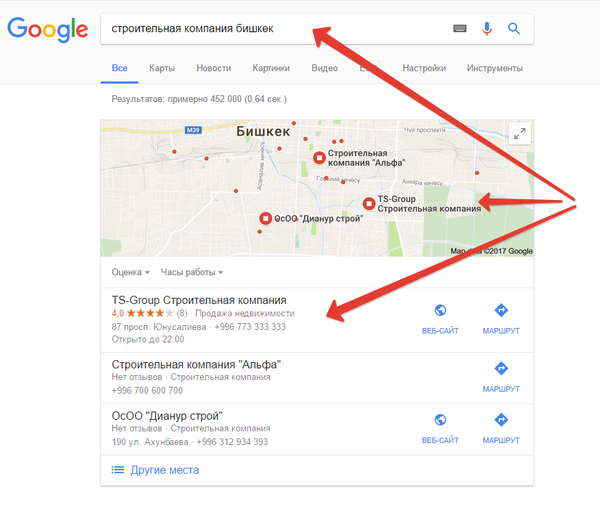 Google
строительная компания бишкек
Все Карты Новости Картинки Видео Настройки Инструменты
Результатов: примерно 452 000 (0,64 сек.)
M39
Бишкек
Чуй проспекти
Строительная
компания "Альфа"
Анкара көчөсү
TS-Group
Строительная компания
ОсОО "Дианур строй"
Map data ©2017 Google
Оценка Часы работы
TS-Group Строительная компания
4,0 (8) · Продажа недвижимости
87 просп. Юнусалиева · +996 773 333 333
Открыто до 22:00
ВЕБ-САЙТ МАРШРУТ
Строительная компания "Альфа"
Нет отзывов · Строительная компания
+996 700 600 700
МАРШРУТ
ОсОО "Дианур строй"
Нет отзывов · Строительная компания
190 ул. Ахунбаева · +996 312 934 393
ВЕБ-САЙТ МАРШРУТ
Другие места